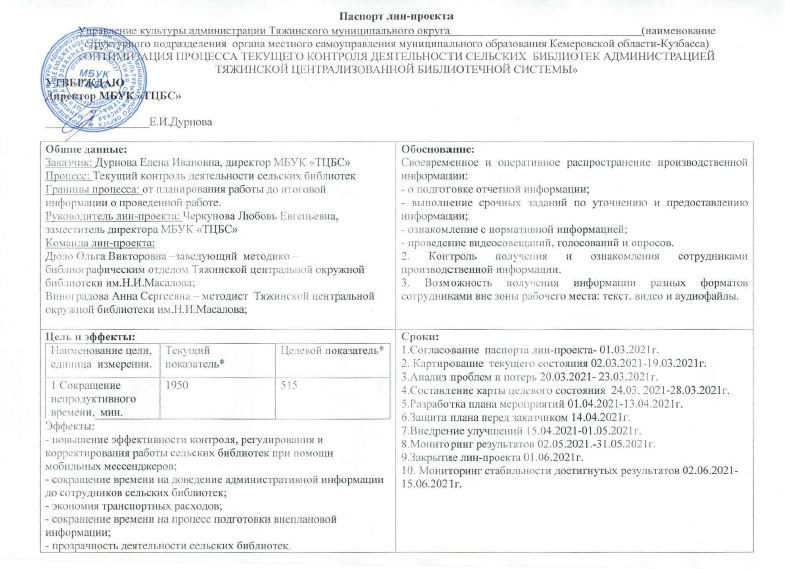 Паспорт лин-проекта
Управление культуры администрации Тяжинского муниципального округа (наименование
структурного подразделения органа местного самоуправления муниципального образования Кемеровской области-Кузбасса)
«ОПТИМИЗАЦИЯ ПРОЦЕССА ТЕКУЩЕГО КОНТРОЛЯ ДЕЯТЕЛЬНОСТИ СЕЛЬСКИХ БИБЛИОТЕК АДМИНИСТРАЦИЕЙ
ТЯЖИНСКОЙ ЦЕНТРАЛИЗОВАННОЙ БИБЛИОТЕЧНОЙ СИСТЕМЫ»
МБУК
УТВЕРЖДАЮ
Директор МБУК «ТЦБС»
Е.И.Дурнова
Общие данные:
Заказчик: Дурнова Елена Ивановна, директор МБУК «ТЦБС»
Процесс: Текущий контроль деятельности сельских библиотек
Границы процесса: от планирования работы до итоговой
информации о проведенной работе.
Руководитель лин-проекта: Черкунова Любовь Евгеньевна,
заместитель директора МБУК «ТЦБС»
Команда лин-проекта:
Дюло Ольга Викторовна –заведующий методико –
библиографическим отделом Тяжинской центральной окружной
библиотеки им.Н.И.Масалова;
Виноградова Анна Сергеевна – методист Тяжинской центральной
окружной библиотеки им.Н.И.Масалова;
Обоснование:
Своевременное и оперативное распространение производственной
информации:
- о подготовке отчетной информации;
- выполнение срочных заданий по уточнению и предоставлению
информации;
- ознакомление с нормативной информацией;
- проведение видеосовещаний, голосований и опросов.
2. Контроль получения и ознакомления сотрудниками
производственной информации.
3. Возможность получения информации разных форматов
сотрудниками вне зоны рабочего места: текст, видео и аудиофайлы.
Цель и эффекты:
Наименование цели, единица измерения.
Текущий показатель*
Целевой показатель*
1.Сокращение непродуктивного времени, мин.
1950
515
Эффекты:
- повышение эффективности контроля, регулирования и
корректирования работы сельских библиотек при помощи
мобильных мессенджеров;
- сокращение времени на доведение административной информации
до сотрудников сельских библиотек;
- экономия транспортных расходов;
- сокращение времени на процесс подготовки внеплановой
информации;
- прозрачность деятельности сельских библиотек.
Сроки:
1.Согласование паспорта лин-проекта- 01.03.2021г.
2. Картирование текущего состояния 02.03.2021-19.03.2021г.
3.Анализ проблем и потерь 20.03.2021- 23.03.2021г.
4.Составление карты целевого состояния 24.03. 2021-28.03.2021г.
5.Разработка плана мероприятий 01.04.2021-13.04.2021г.
6.Защита плана перед заказчиком 14.04.2021г.
7.Внедрение улучшений 15.04.2021-01.05.2021г.
8.Мониторинг результатов 02.05.2021.-31.05.2021г.
9.Закрытие лин-проекта 01.06.2021г.
10. Мониторинг стабильности достигнутых результатов 02.06.2021-
15.06.2021г.